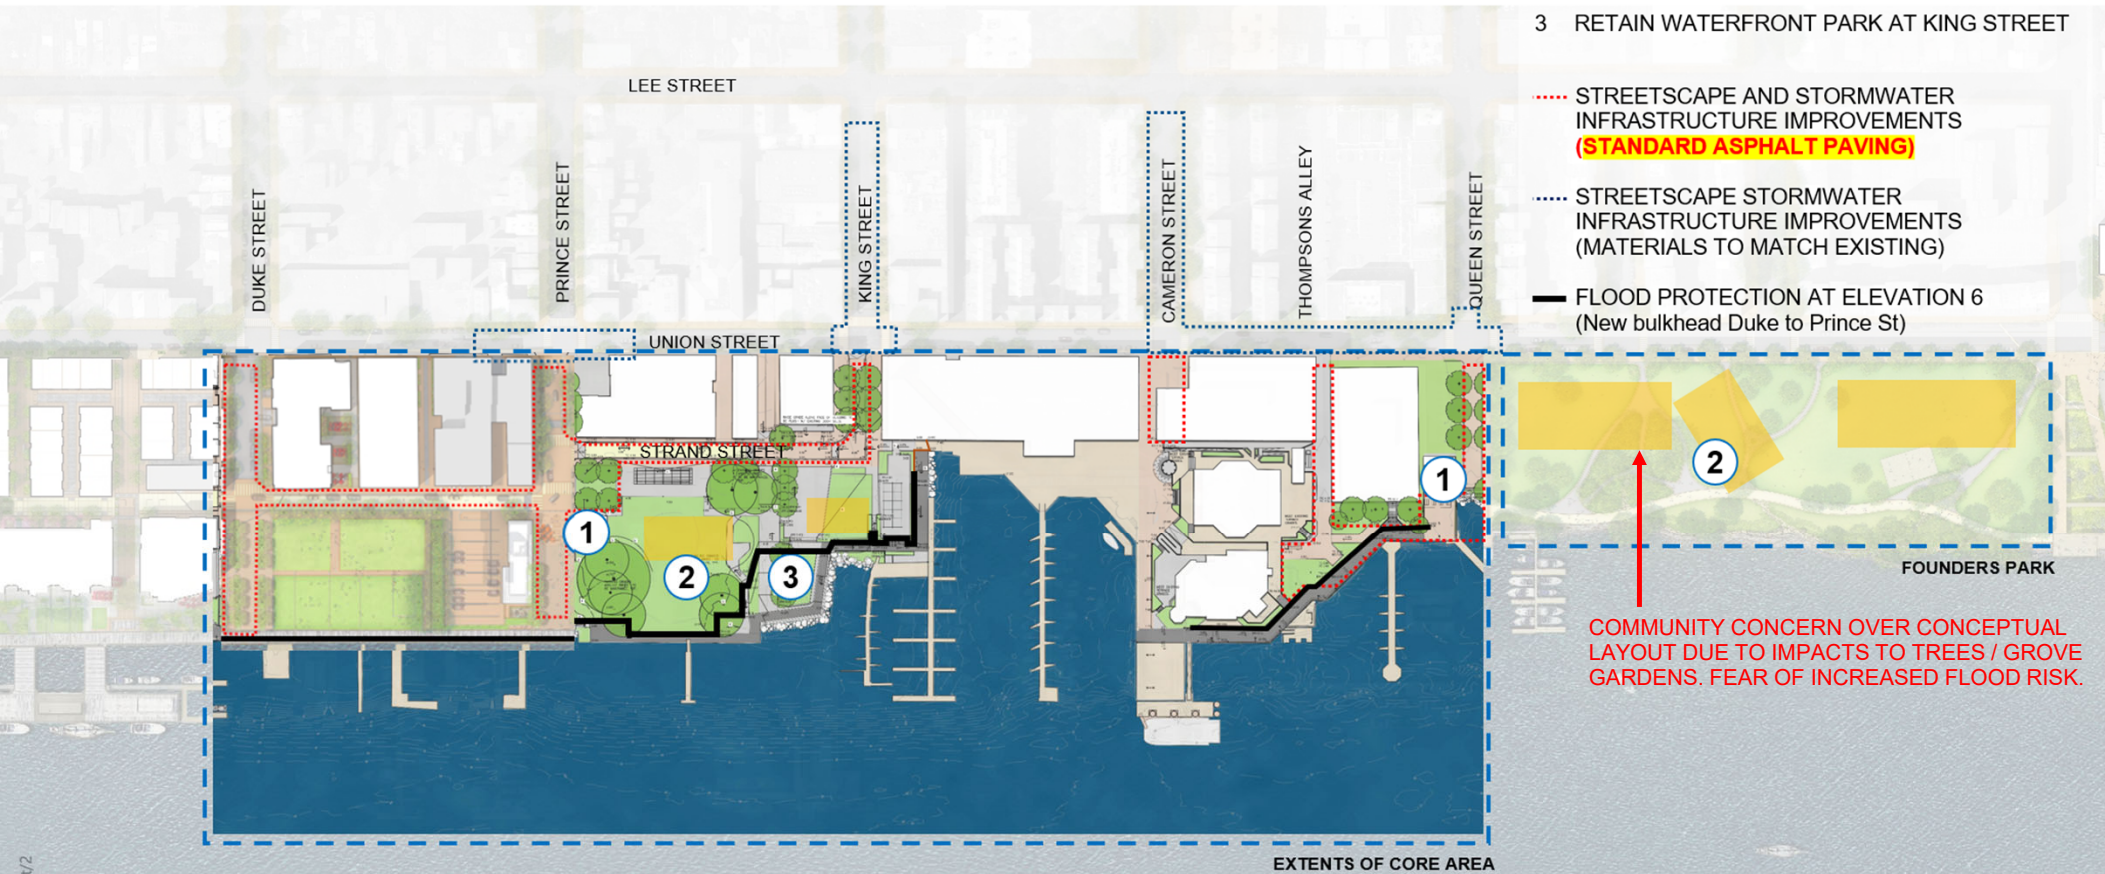 3 RETAIN WATERFRONT PARK AT KING STREET
STREETSCAPE AND STORMWATER
INFRASTRUCTURE IMPROVEMENTS
(STANDARD ASPHALT PAVING)
STREETSCAPE STORMWATER
INFRASTRUCTURE IMPROVEMENTS
(MATERIALS TO MATCH EXISTING)
FLOOD PROTECTION AT ELEVATION 6
(New bulkhead Duke to Prince St)
LEE STREET
DUKE STREET
PRINCE STREET
KING STREET
CAMERON STREET
THOMPSONS ALLEY
QUEEN STREET
UNION STREET
STRAND STREET
1
2
3
1
2
FOUNDERS PARK
COMMUNITY CONCERN OVER CONCEPTUAL
LAYOUT DUE TO IMPACTS TO TREES / GROVE
GARDENS. FEAR OF INCREASED FLOOD RISK.
EXTENTS OF CORE AREA